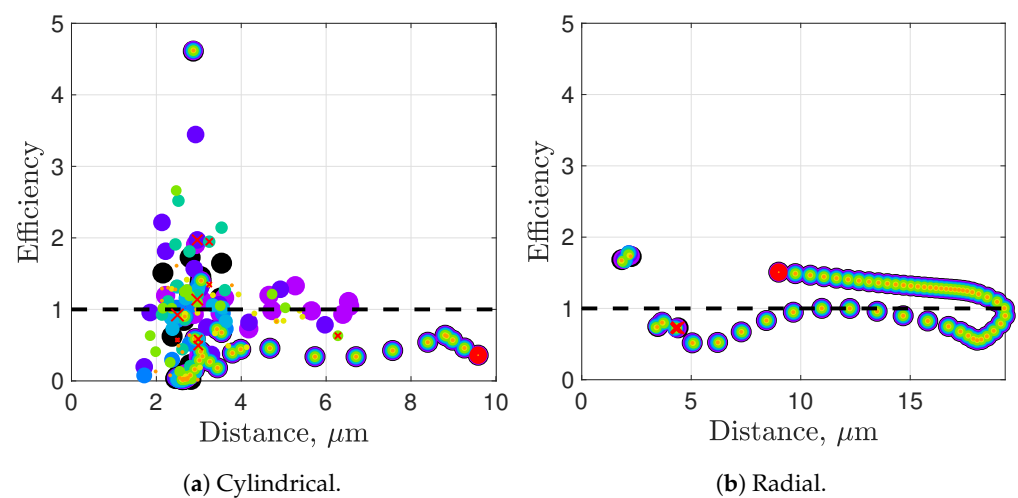 5
4
3
2
1
0
0 2 4 6 8 10
Efficiency
Distance, μm
(a) Cylindrical.
5
4
3
2
1
0
0 5 10 15
Efficiency
Distance, μm
(b) Radial.